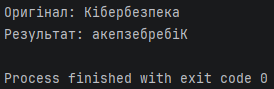 Оригінал: Кібербезпека
Результат: акепзебребіК
Process finished with exit code 0